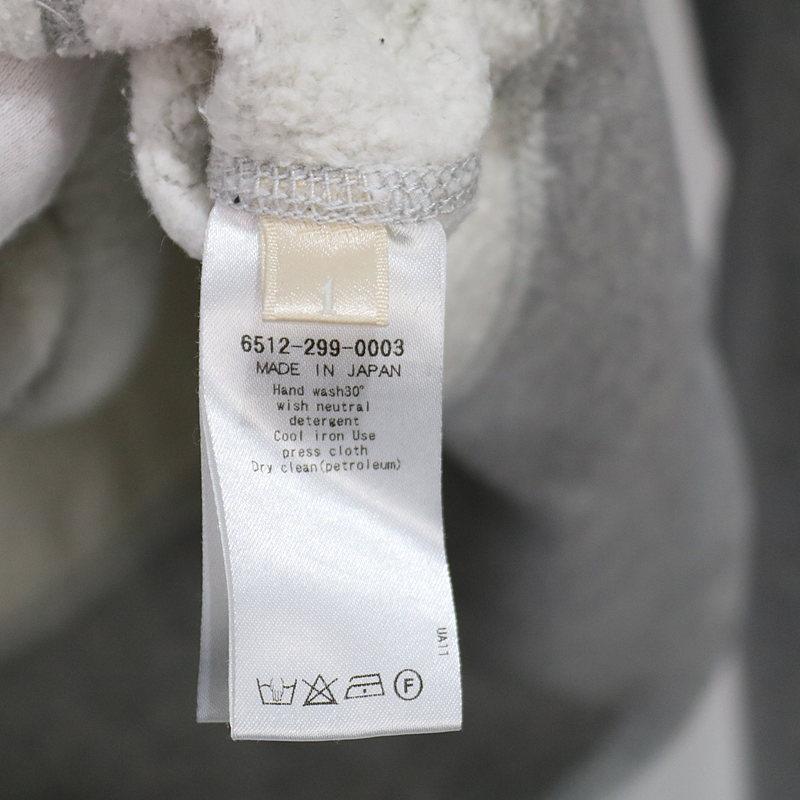 1
6512-299-0003
MADE IN JAPAN
Hand wash30°
wish neutral
detergent
Cool iron Use
press cloth
Dry clean(petroleum)
UA11
F